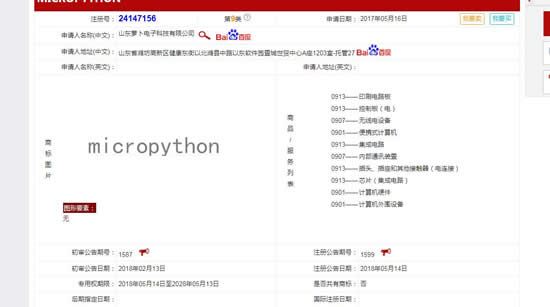 MICROPYTHON
注册号： 24147156 第9类 申请日期： 2017年05月16日 我要卖 我要买
申请人名称(中文)： 山东萝卜电子科技有限公司 Bai 百度
申请人地址(中文)： 山东省潍坊高新区健康东街以北潍县中路以东软件园蓝城世贸中心A座1203室-托管27 Bai 百度
申请人名称(英文)： 申请人地址(英文)：
商标图片
micropython
图形要素：
无
商品/服务列表
0913——印刷电路板
0913——控制板（电）
0907——无线电设备
0901——便携式计算机
0913——集成电路
0907——内部通讯装置
0913——插头、插座和其他接触器（电连接）
0913——芯片（集成电路）
0901——计算机硬件
0901——计算机外围设备
初审公告期号： 1587 注册公告期号： 1599
初审公告日期： 2018年02月13日 注册公告日期： 2018年05月14日
专用权期限： 2018年05月14日至2028年05月13日 是否共有商标： 否
后期指定日期： 国际注册日期：